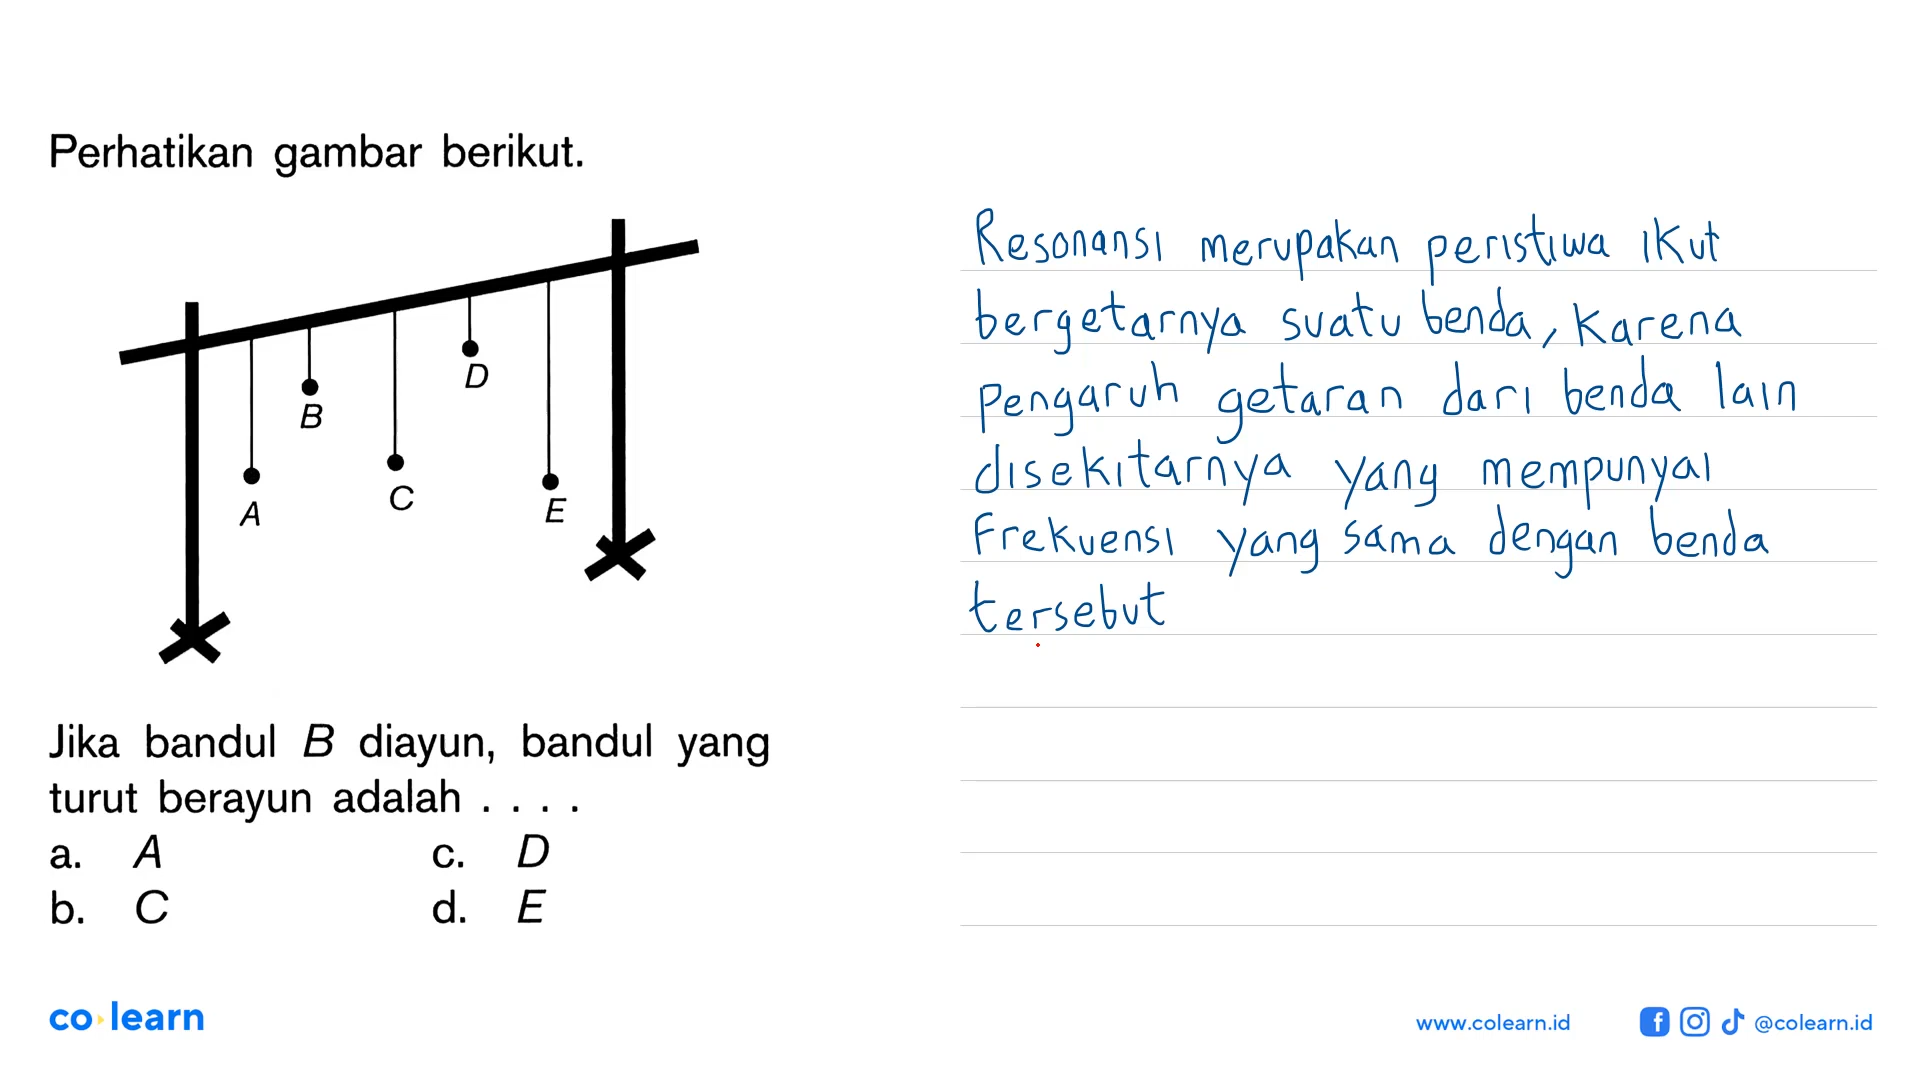 Perhatikan gambar berikut.
A
B
C
D
E
Jika bandul B diayun, bandul yang
turut berayun adalah . . . .
a. A
c. D
b. C
d. E
Resonansi merupakan peristiwa ikut
bergetarnya suatu benda, karena
pengaruh getaran dari benda lain
disekitarnya yang mempunyai
Frekuensi yang sama dengan benda
tersebut
co learn
www.colearn.id
@colearn.id